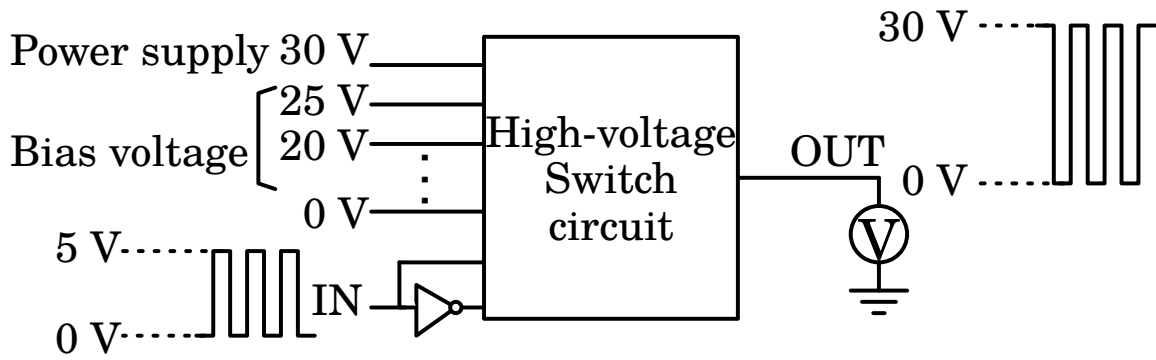 Power supply 30 V
25 V
Bias voltage 20 V
0 V
5 V
0 V
IN
High-voltage
Switch
circuit
OUT
V
30 V
0 V